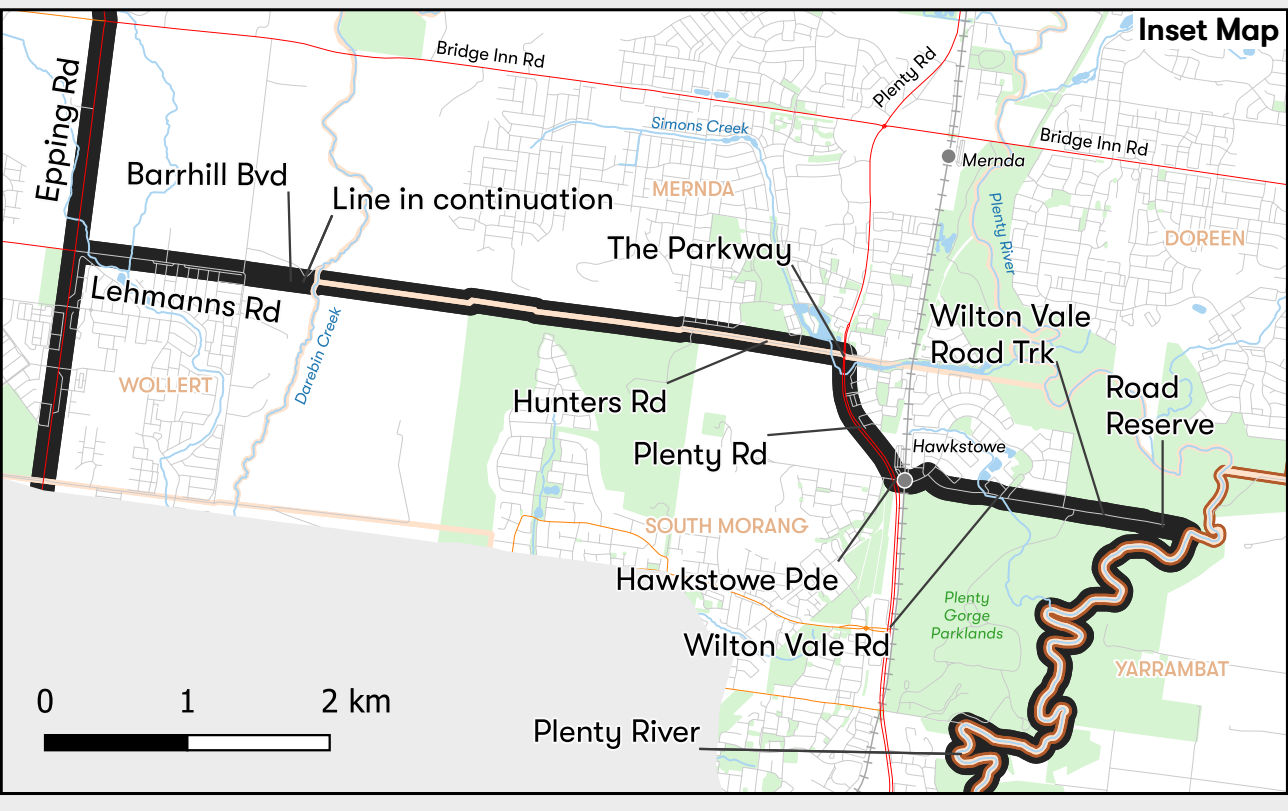 Inset Map
Bridge Inn Rd
Plenty Rd
Epping Rd
Simons Creek
Bridge Inn Rd
Mernda
Barrhill Bvd
Line in continuation
MERNDA
Plenty River
DOREEN
The Parkway
Lehmanns Rd
Wilton Vale
Road Trk
Darebin Creek
WOLLERT
Road
Reserve
Hunters Rd
Plenty Rd
Hawkstowe
SOUTH MORANG
Hawkstowe Pde
Plenty
Gorge
Parklands
Wilton Vale Rd
YARRAMBAT
0 1 2 km
Plenty River